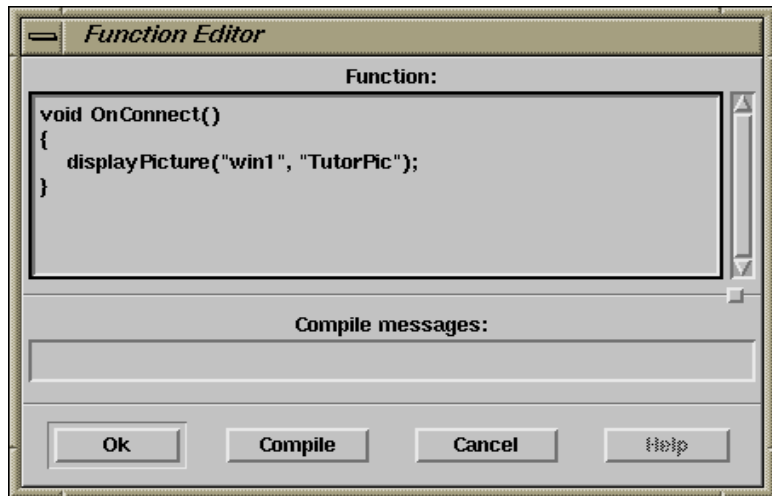 Function Editor
Function:
void OnConnect()
{
displayPicture("win1", "TutorPic");
}
Compile messages:
Ok Compile Cancel Help